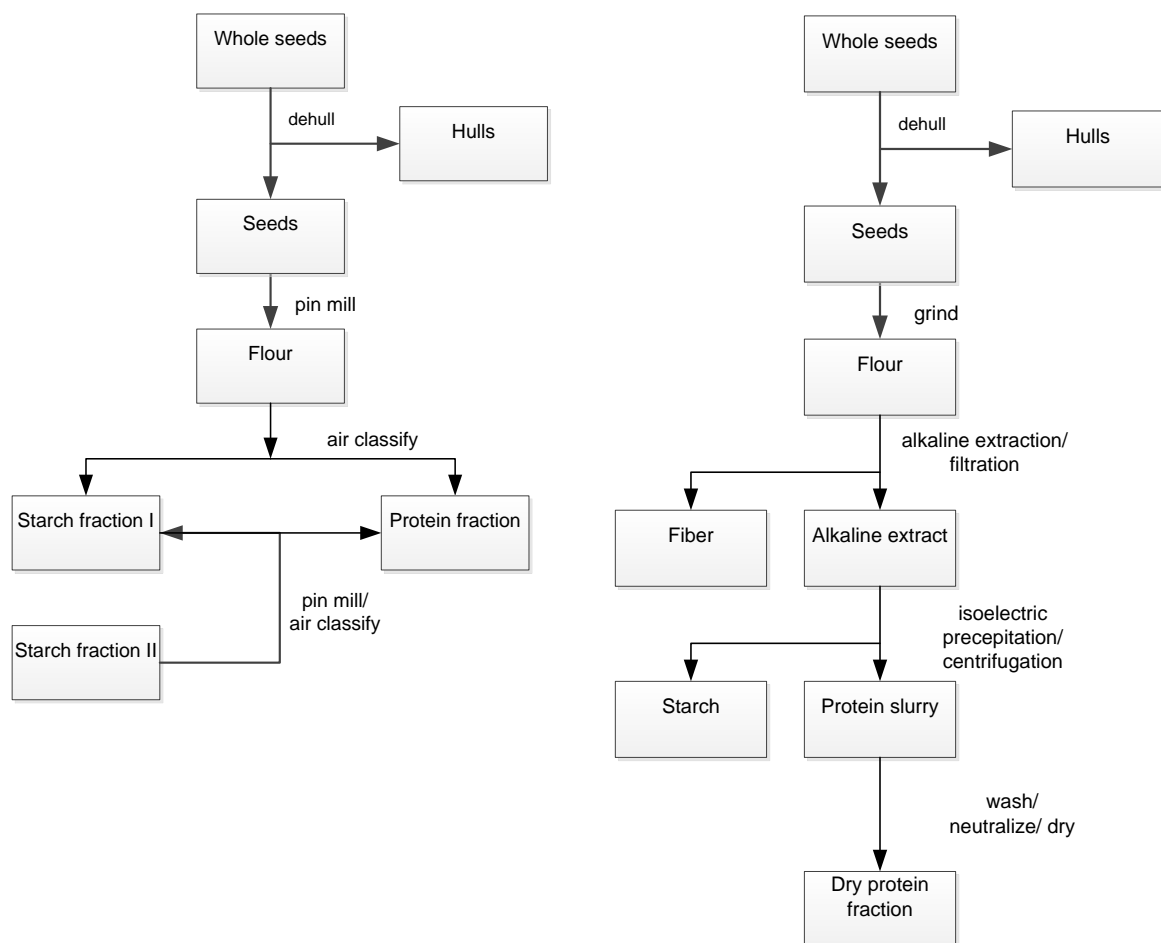 Whole seeds
dehull
Hulls
Seeds
pin mill
Flour
air classify
Starch fraction I
Protein fraction
pin mill/
air classify
Starch fraction II
Whole seeds
dehull
Hulls
Seeds
grind
Flour
alkaline extraction/
filtration
Fiber
Alkaline extract
isoelectric
precepitation/
centrifugation
Starch
Protein slurry
wash/
neutralize/ dry
Dry protein
fraction